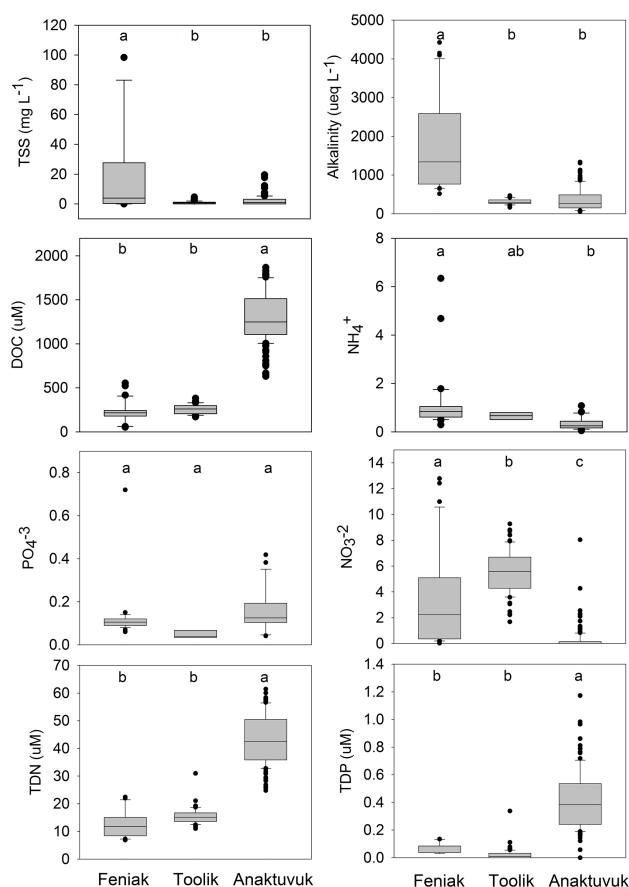 TSS (mg L-1)
120
100
80
60
40
20
0
a b b
Alkalinity (ueq L-1)
5000
4000
3000
2000
1000
0
a b b
DOC (uM)
2000
1500
1000
500
0
b b a
NH4+
8
6
4
2
0
a ab b
PO4-3
0.8
0.6
0.4
0.2
0.0
a a a
NO3-2
14
12
10
8
6
4
2
0
a b c
TDN (uM)
70
60
50
40
30
20
10
0
b b a
TDP (uM)
1.4
1.2
1.0
0.8
0.6
0.4
0.2
0.0
b b a
Feniak Toolik Anaktuvuk
Feniak Toolik Anaktuvuk